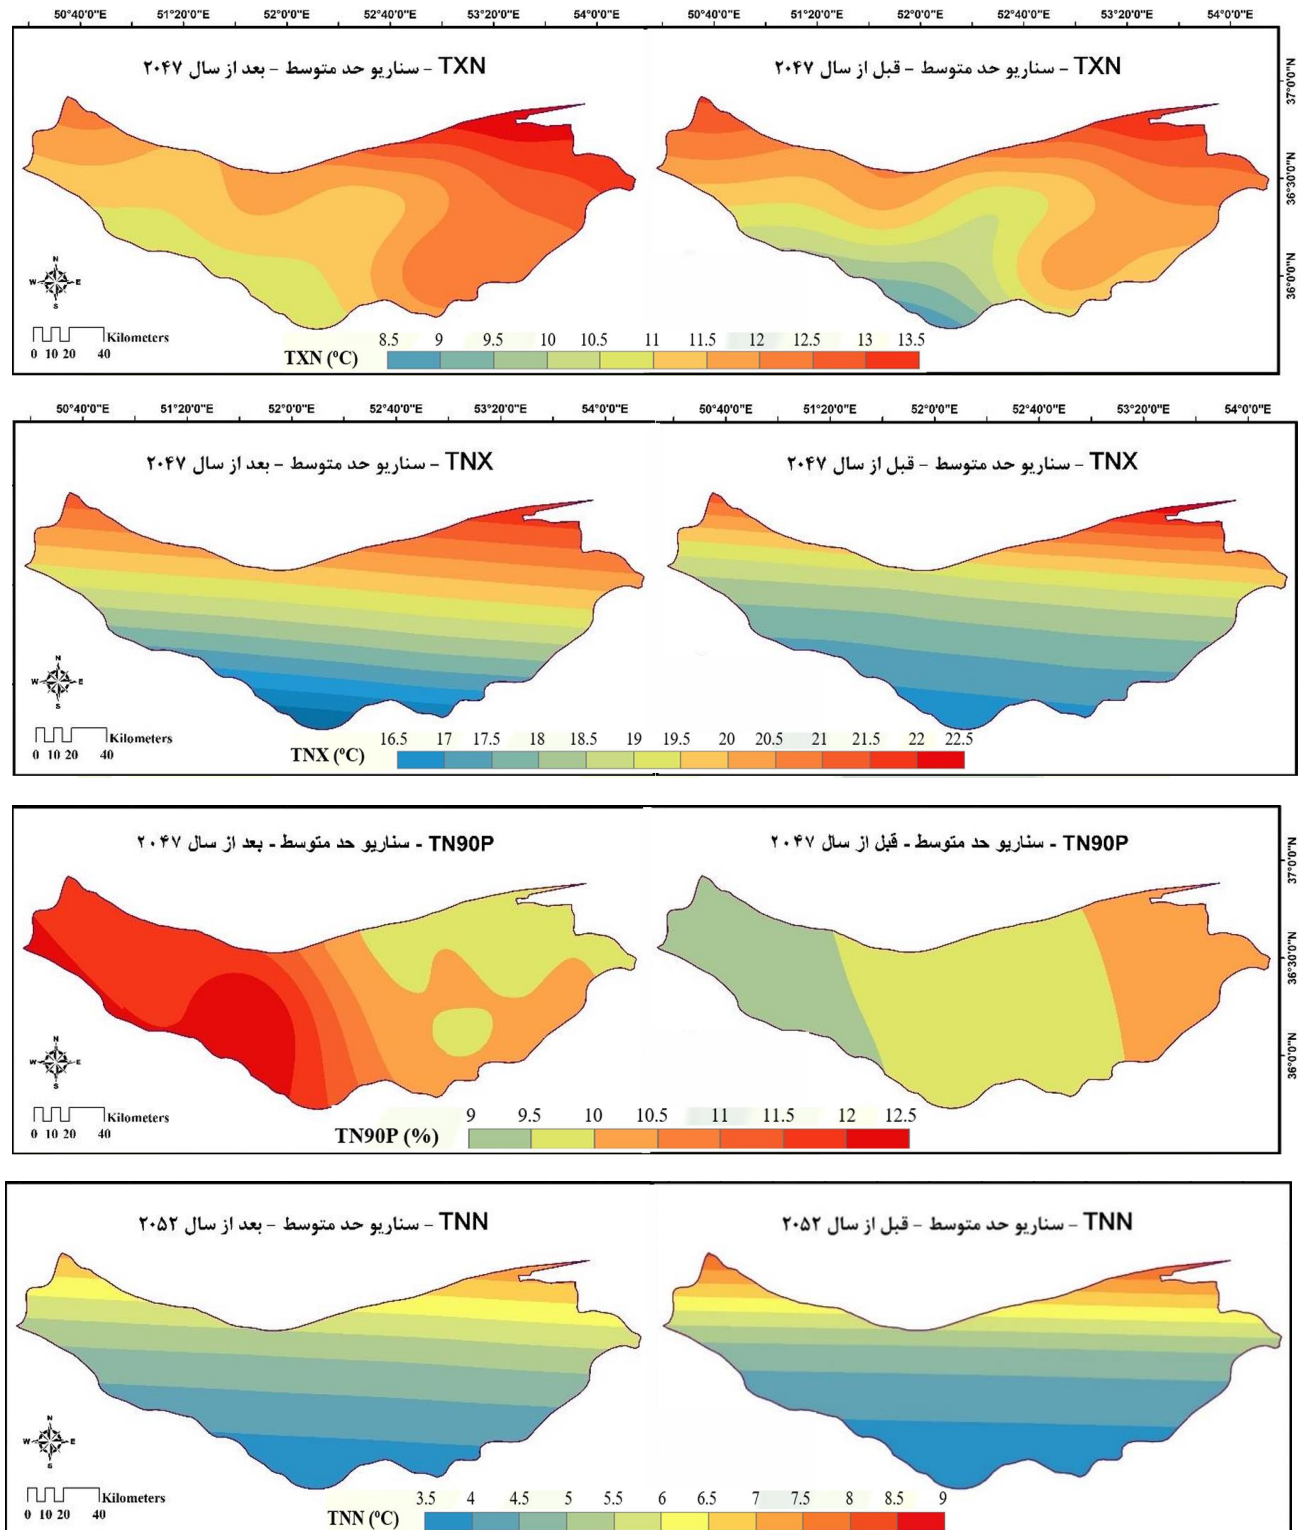 50°40'0"E 51°20'0"E 52°0'0"E 52°40'0"E 53°20'0"E 54°0'0"E 50°40'0"E 51°20'0"E 52°0'0"E 52°40'0"E 53°20'0"E 54°0'0"E
TXN - سناریو حد متوسط - بعد از سال ۲۰۴۷
TXN - سناریو حد متوسط - قبل از سال ۲۰۴۷
37°0'0"N
36°30'0"N
36°0'0"N
N
W E
S
Kilometers
0 10 20 40
TXN (ºC)
8.5 9 9.5 10 10.5 11 11.5 12 12.5 13 13.5
50°40'0"E 51°20'0"E 52°0'0"E 52°40'0"E 53°20'0"E 54°0'0"E 50°40'0"E 51°20'0"E 52°0'0"E 52°40'0"E 53°20'0"E 54°0'0"E
TNX - سناریو حد متوسط - بعد از سال ۲۰۴۷
TNX - سناریو حد متوسط - قبل از سال ۲۰۴۷
N
W E
S
Kilometers
0 10 20 40
TNX (ºC)
16.5 17 17.5 18 18.5 19 19.5 20 20.5 21 21.5 22 22.5
TN90P - سناریو حد متوسط - بعد از سال ۲۰۴۷
TN90P - سناریو حد متوسط - قبل از سال ۲۰۴۷
37°0'0"N
36°30'0"N
36°0'0"N
N
W E
S
Kilometers
0 10 20 40
TN90P (%)
9 9.5 10 10.5 11 11.5 12 12.5
TNN - سناریو حد متوسط - بعد از سال ۲۰۵۲
TNN - سناریو حد متوسط - قبل از سال ۲۰۵۲
N
W E
S
Kilometers
0 10 20 40
TNN (ºC)
3.5 4 4.5 5 5.5 6 6.5 7 7.5 8 8.5 9